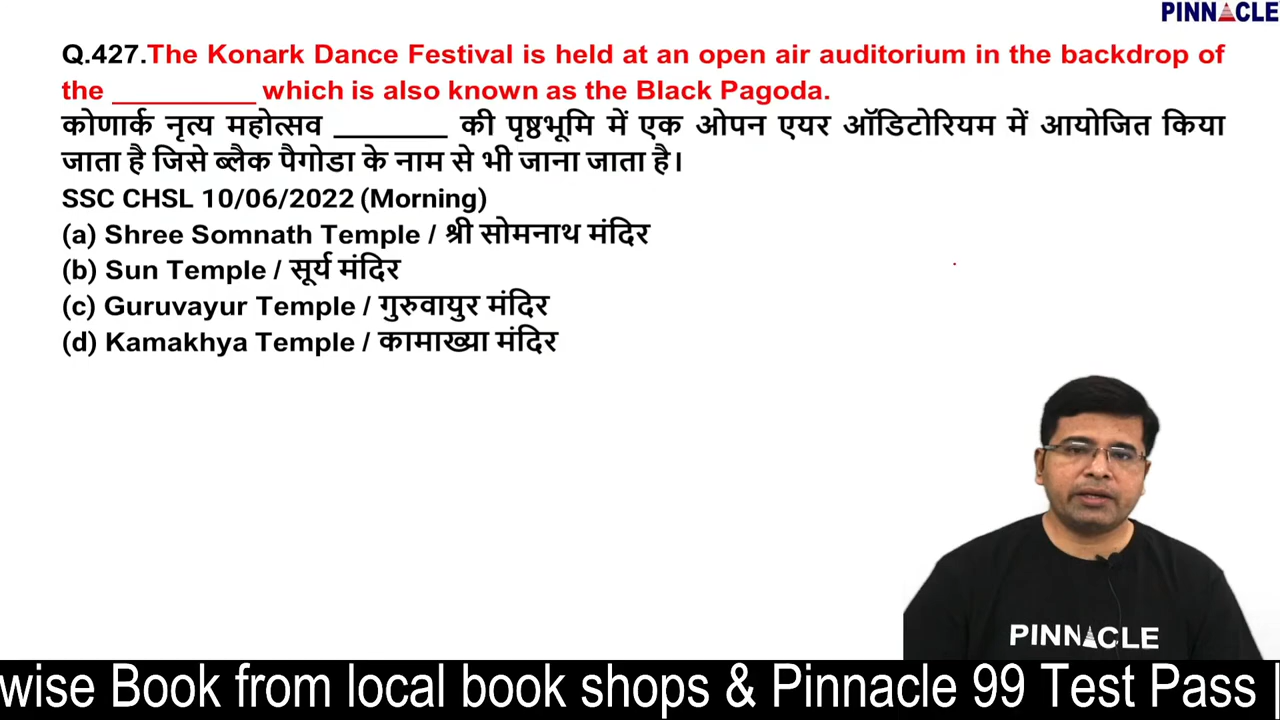 PINNACLE
Q.427.The Konark Dance Festival is held at an open air auditorium in the backdrop of
the _________ which is also known as the Black Pagoda.
कोणार्क नृत्य महोत्सव ________ की पृष्ठभूमि में एक ओपन एयर ऑडिटोरियम में आयोजित किया
जाता है जिसे ब्लैक पैगोडा के नाम से भी जाना जाता है।
SSC CHSL 10/06/2022 (Morning)
(a) Shree Somnath Temple / श्री सोमनाथ मंदिर
(b) Sun Temple / सूर्य मंदिर
(c) Guruvayur Temple / गुरुवायुर मंदिर
(d) Kamakhya Temple / कामाख्या मंदिर
PINNACLE
wise Book from local book shops & Pinnacle 99 Test Pass |